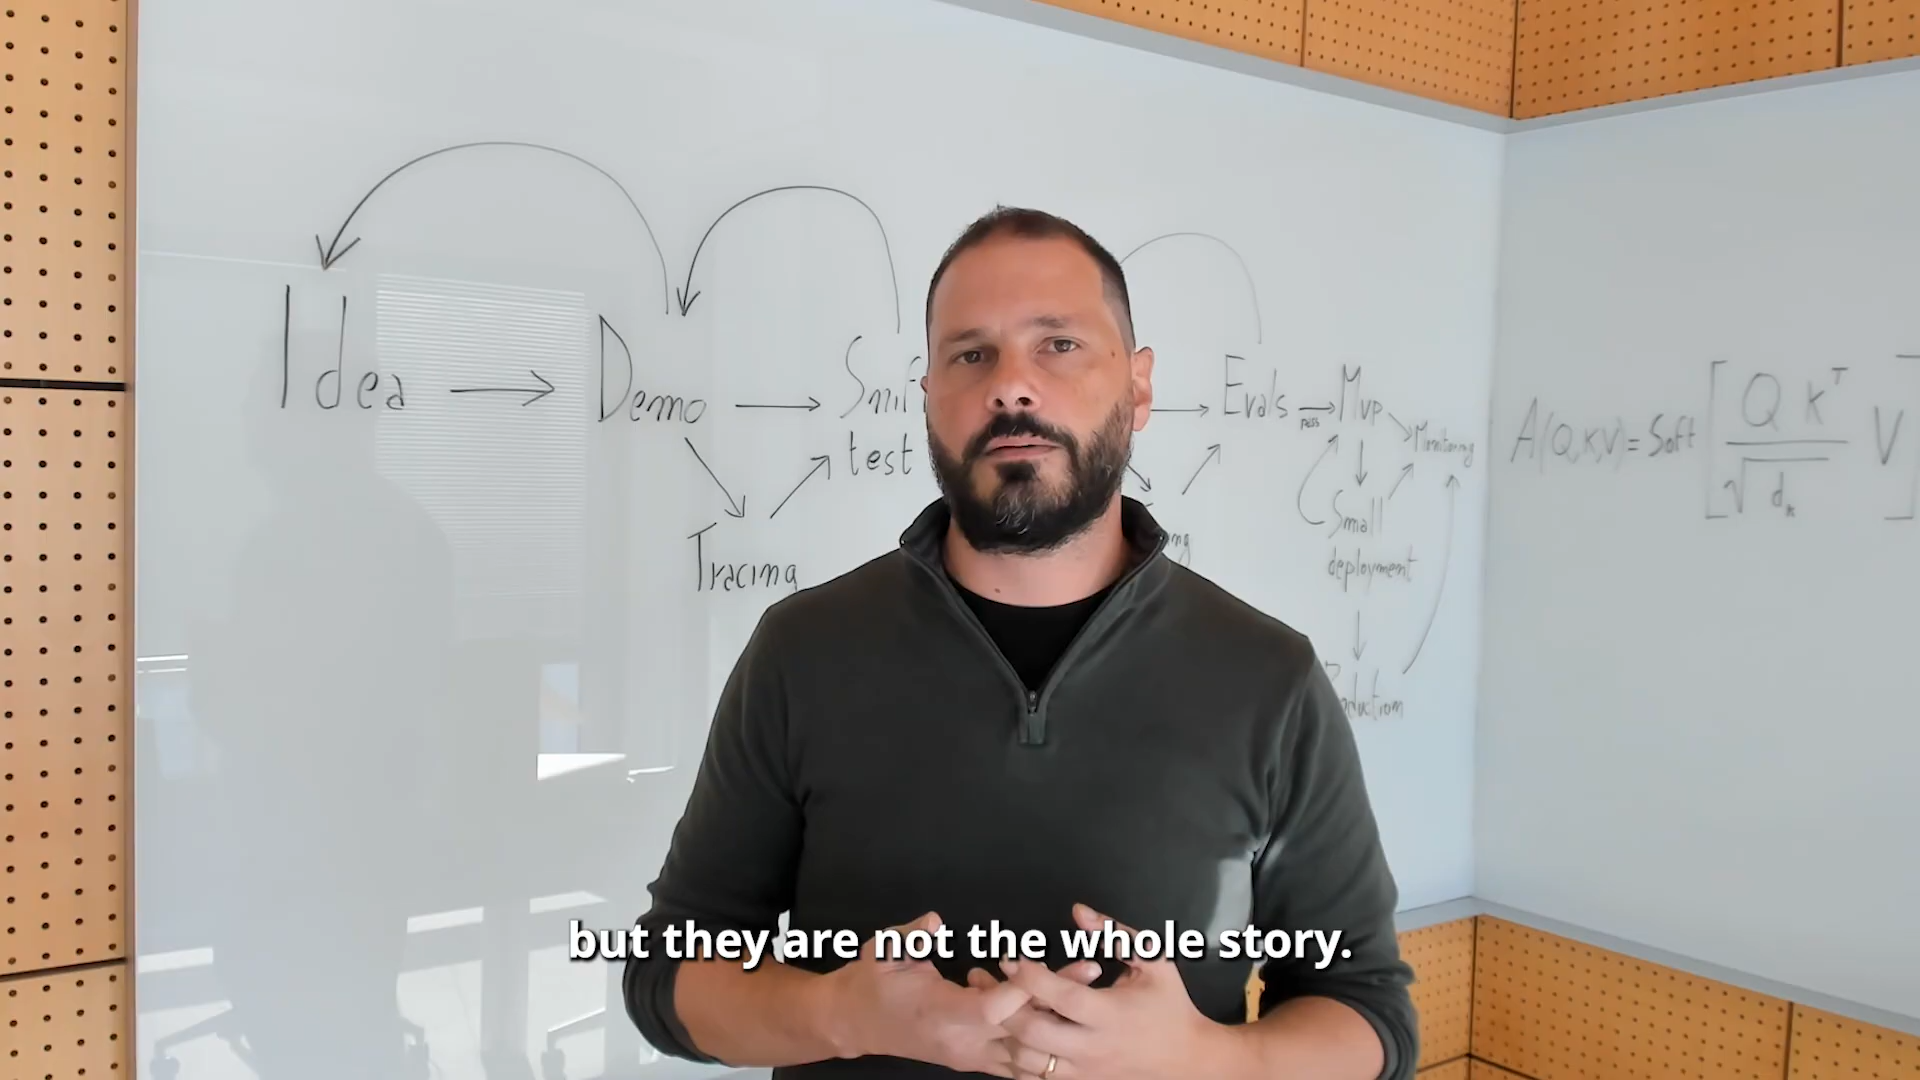 Idea
Demo
Sniff
test
Tracing
Evals
pass
MVP
Monitoring
Small
deployment
A(Q,K,V)= Soft [ Q K^T / √d_k V ]
but they are not the whole story.